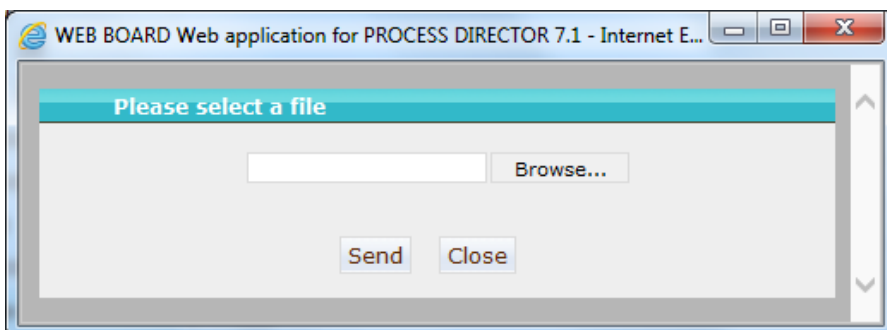 WEB BOARD Web application for PROCESS DIRECTOR 7.1 - Internet E...
Please select a file
Browse...
Send Close